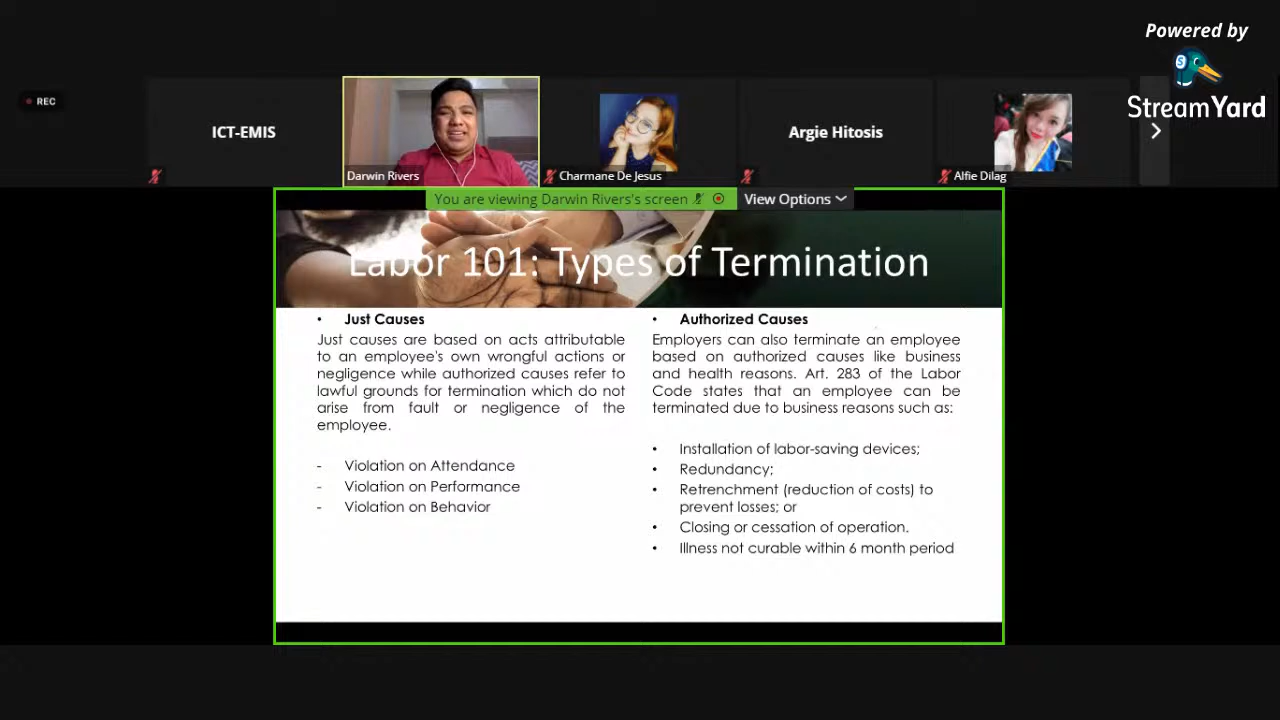 Powered by
StreamYard
REC
ICT-EMIS
Darwin Rivers
Charmane De Jesus
Argie Hitosis
Alfie Dilag
You are viewing Darwin Rivers's screen
View Options
Labor 101: Types of Termination
• Just Causes
Just causes are based on acts attributable
to an employee's own wrongful actions or
negligence while authorized causes refer to
lawful grounds for termination which do not
arise from fault or negligence of the
employee.
- Violation on Attendance
- Violation on Performance
- Violation on Behavior
• Authorized Causes
Employers can also terminate an employee
based on authorized causes like business
and health reasons. Art. 283 of the Labor
Code states that an employee can be
terminated due to business reasons such as:
• Installation of labor-saving devices;
• Redundancy;
• Retrenchment (reduction of costs) to
prevent losses; or
• Closing or cessation of operation.
• Illness not curable within 6 month period